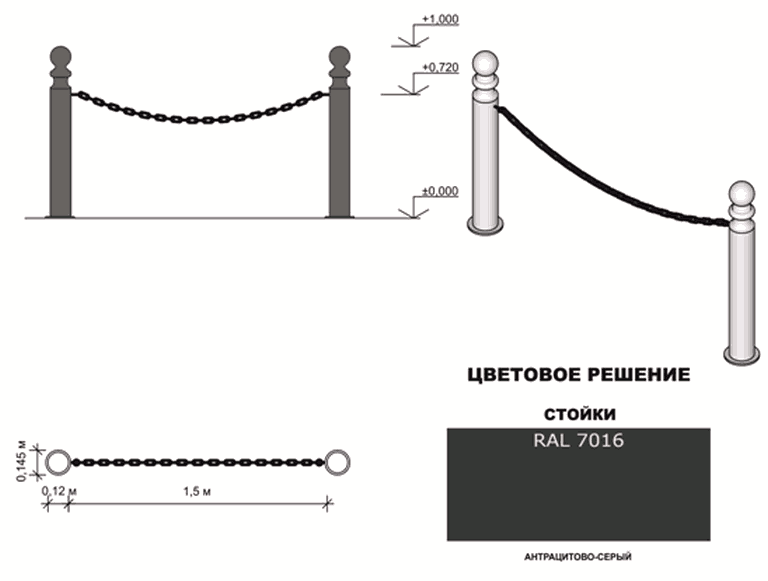 +1,000
+0,720
±0,000
ЦВЕТОВОЕ РЕШЕНИЕ
СТОЙКИ
RAL 7016
АНТРАЦИТОВО-СЕРЫЙ
0,145 м
0,12 м
1,5 м